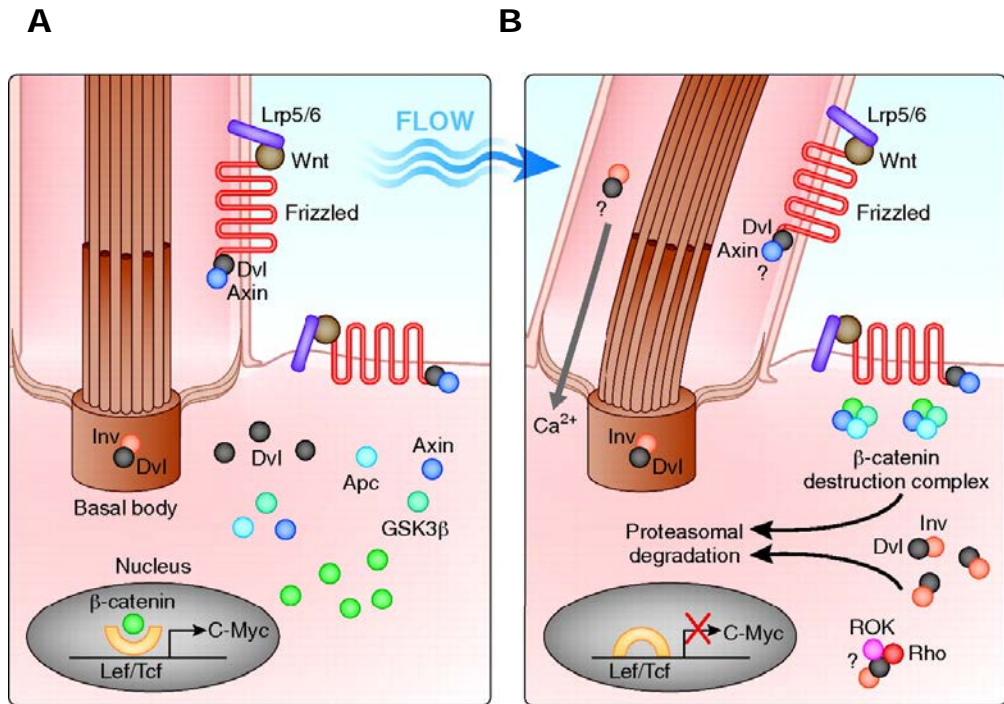 A
B
Lrp5/6
Wnt
Frizzled
Dvl
Axin
Inv
Dvl
Basal body
Dvl
Apc
Axin
GSK3β
Nucleus
β-catenin
C-Myc
Lef/Tcf
FLOW
Lrp5/6
Wnt
Frizzled
?
Dvl
Axin
?
Ca2+
Inv
Dvl
β-catenin
destruction complex
Proteasomal
degradation
Inv
Dvl
C-Myc
Lef/Tcf
ROK
?
Rho